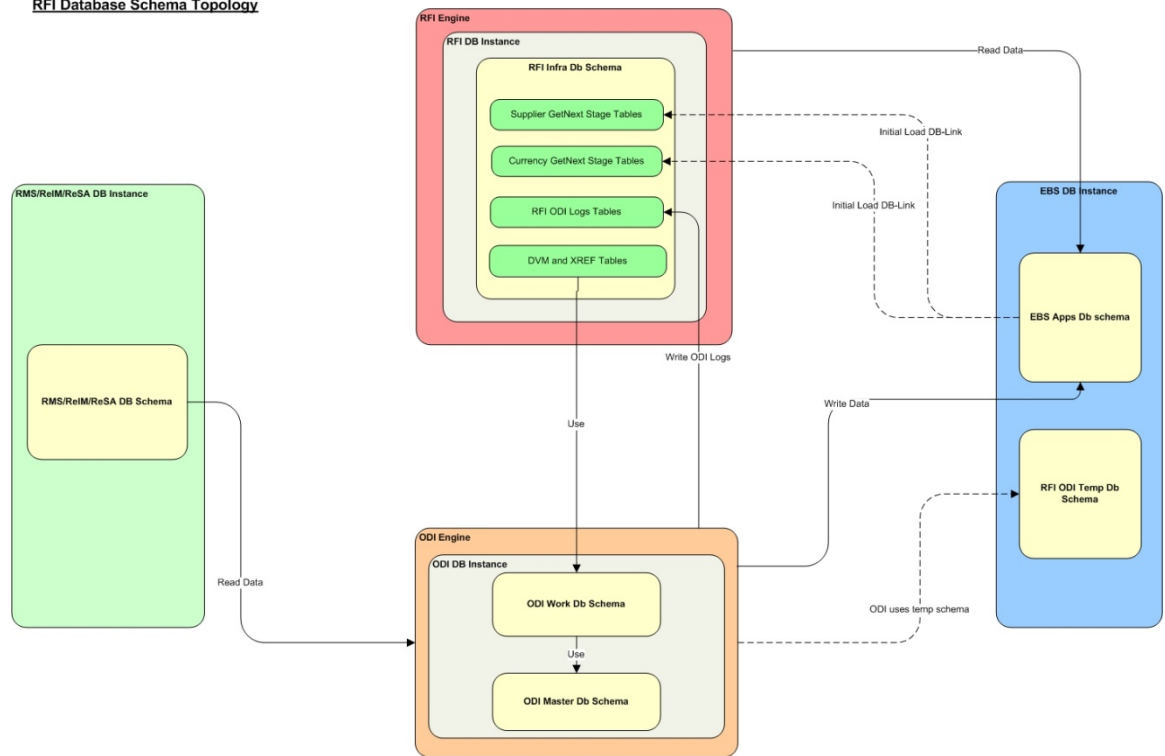 RFI Database Schema Topology
RFI Engine
RFI DB Instance
RFI Infra Db Schema
Supplier GetNext Stage Tables
Currency GetNext Stage Tables
RFI ODI Logs Tables
DVM and XREF Tables
Read Data
Initial Load DB-Link
Initial Load DB-Link
RMS/ReIM/ReSA DB Instance
RMS/ReIM/ReSA DB Schema
EBS DB Instance
EBS Apps Db schema
RFI ODI Temp Db
Schema
Write ODI Logs
Use
Write Data
Read Data
ODI uses temp schema
ODI Engine
ODI DB Instance
ODI Work Db Schema
Use
ODI Master Db Schema